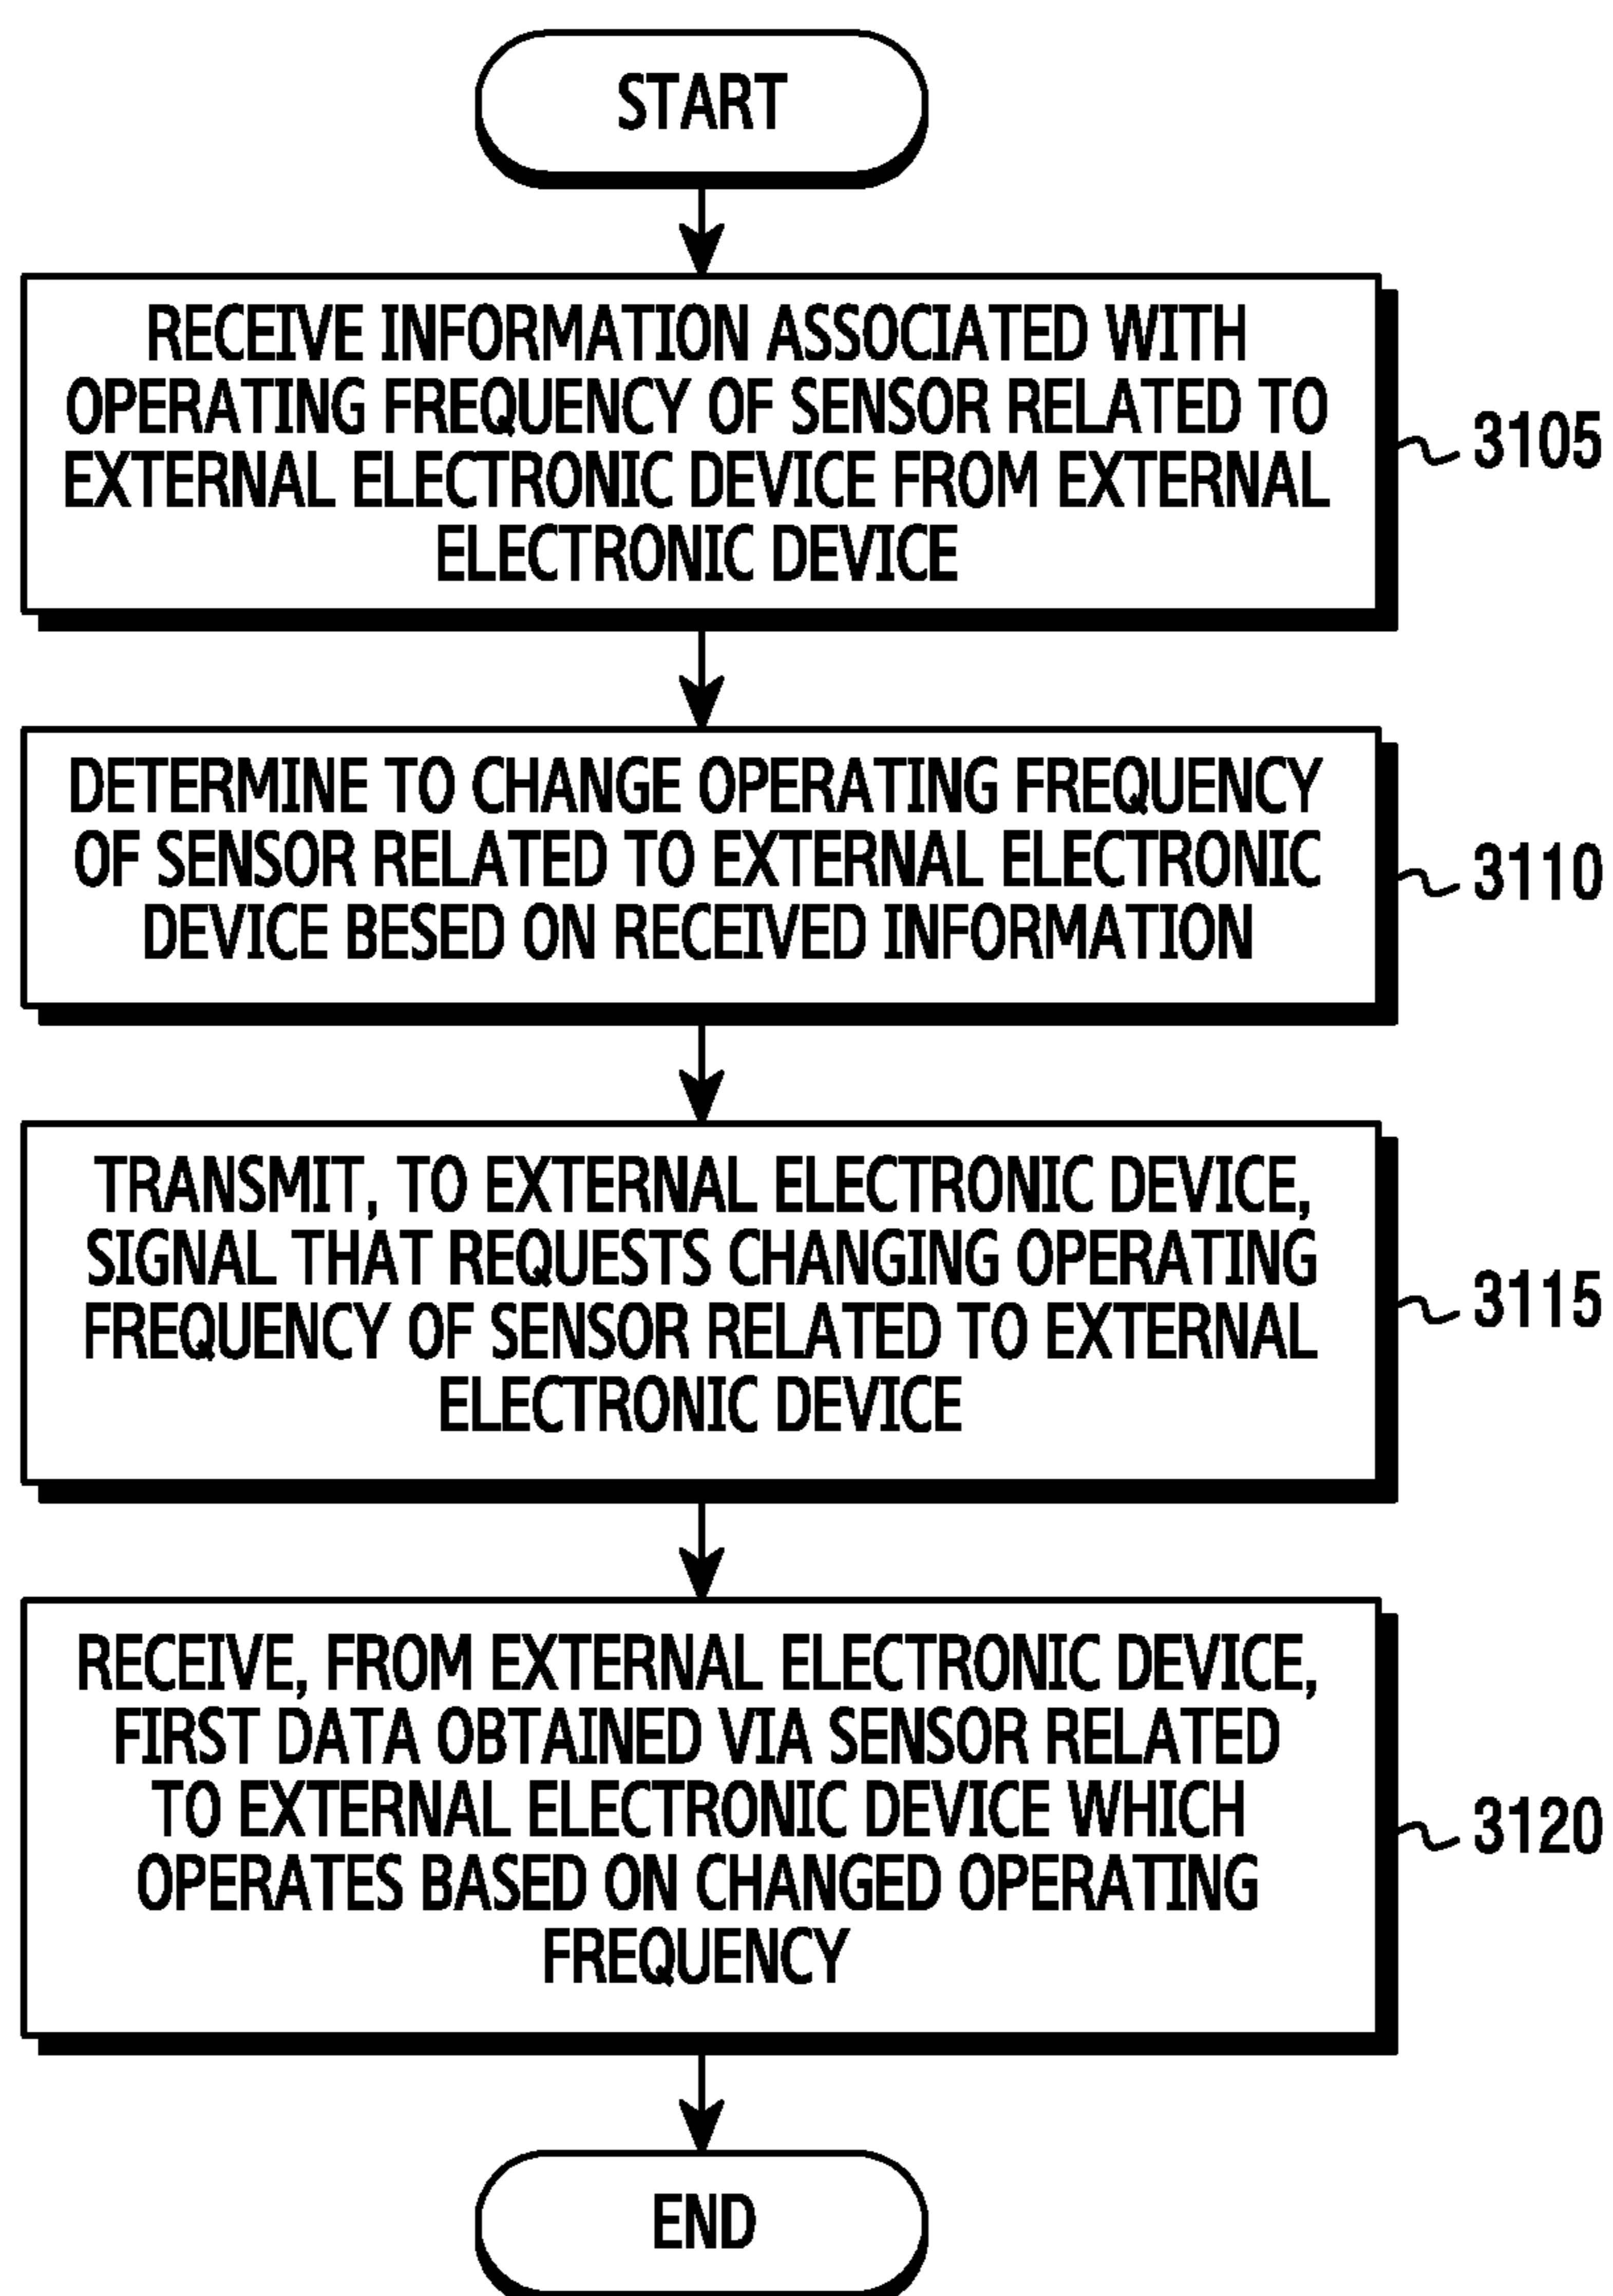 START
RECEIVE INFORMATION ASSOCIATED WITH
OPERATING FREQUENCY OF SENSOR RELATED TO
EXTERNAL ELECTRONIC DEVICE FROM EXTERNAL
ELECTRONIC DEVICE
3105
DETERMINE TO CHANGE OPERATING FREQUENCY
OF SENSOR RELATED TO EXTERNAL ELECTRONIC
DEVICE BESED ON RECEIVED INFORMATION
3110
TRANSMIT, TO EXTERNAL ELECTRONIC DEVICE,
SIGNAL THAT REQUESTS CHANGING OPERATING
FREQUENCY OF SENSOR RELATED TO EXTERNAL
ELECTRONIC DEVICE
3115
RECEIVE, FROM EXTERNAL ELECTRONIC DEVICE,
FIRST DATA OBTAINED VIA SENSOR RELATED
TO EXTERNAL ELECTRONIC DEVICE WHICH
OPERATES BASED ON CHANGED OPERATING
FREQUENCY
3120
END